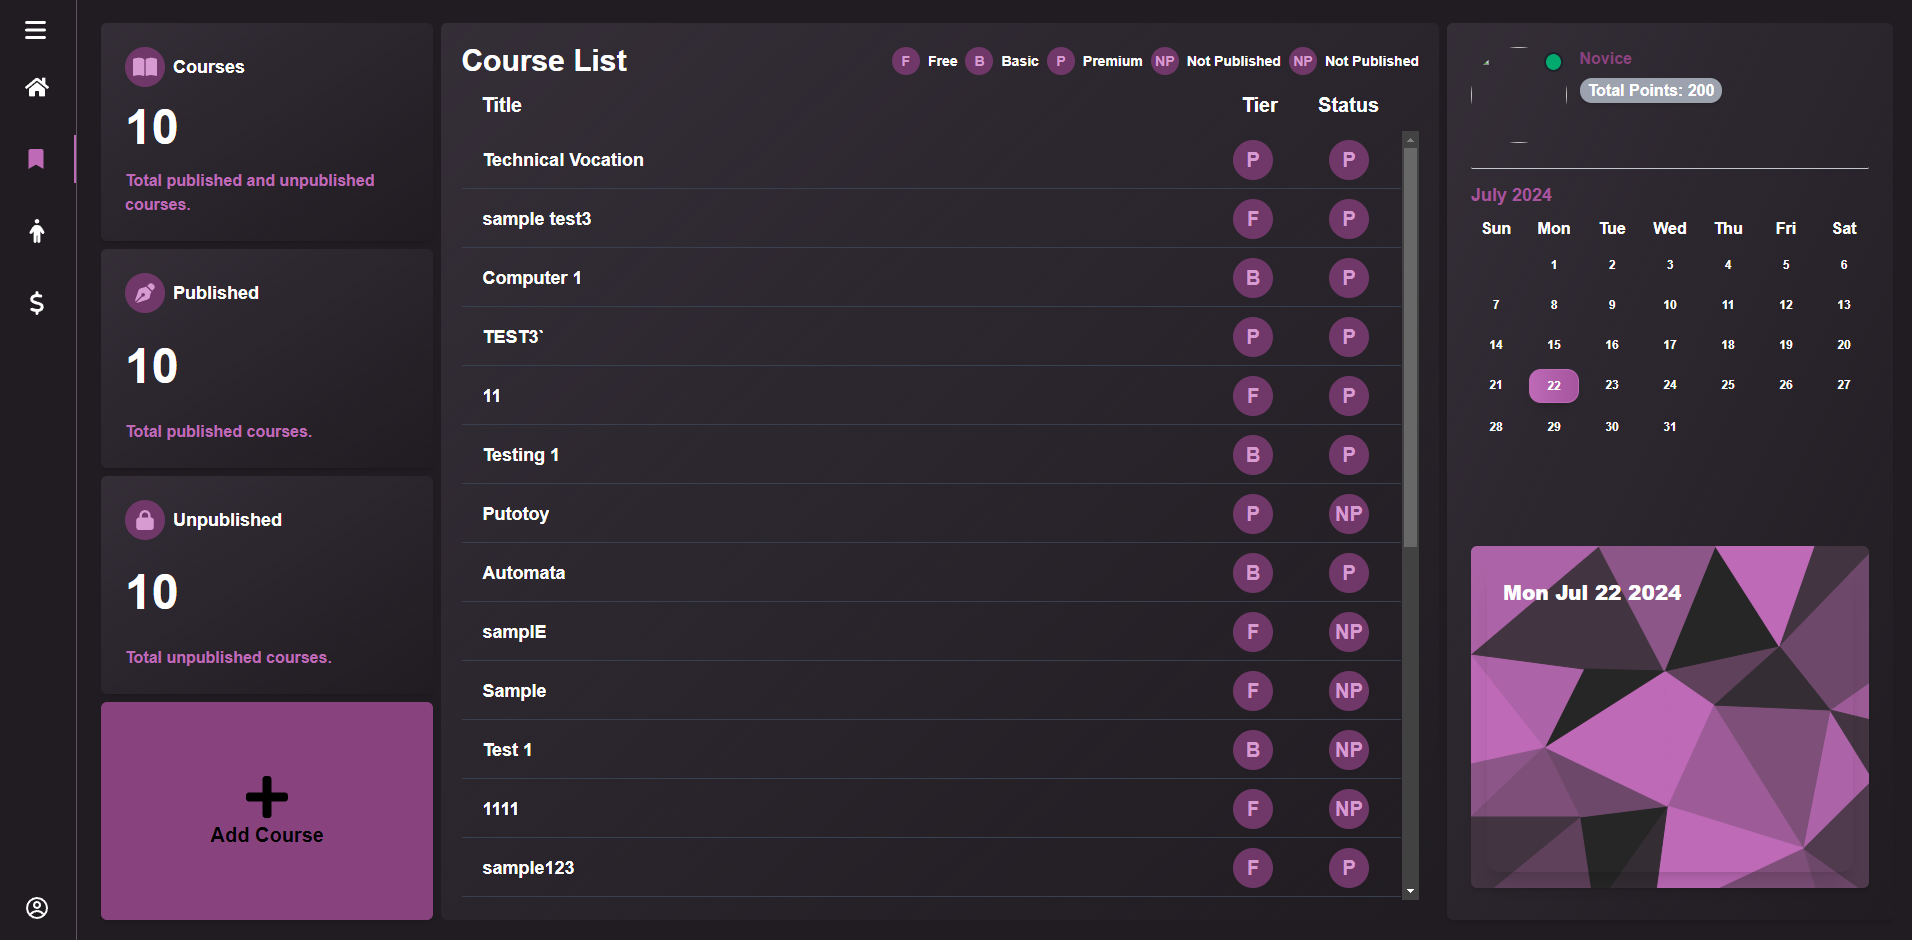 Courses
10
Total published and unpublished
courses.
Published
10
Total published courses.
Unpublished
10
Total unpublished courses.
Add Course
Course List
F Free B Basic P Premium NP Not Published NP Not Published
Title Tier Status
Technical Vocation P P
sample test3 F P
Computer 1 B P
TEST3` P P
11 F P
Testing 1 B P
Putotoy P NP
Automata B P
samplE F NP
Sample F NP
Test 1 B NP
1111 F NP
sample123 F P
Novice
Total Points: 200
July 2024
Sun Mon Tue Wed Thu Fri Sat
1 2 3 4 5 6
7 8 9 10 11 12 13
14 15 16 17 18 19 20
21 22 23 24 25 26 27
28 29 30 31
Mon Jul 22 2024